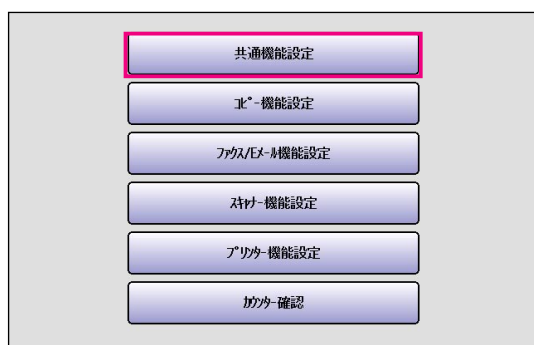 共通機能設定
ｺﾋﾟｰ機能設定
ﾌｧｸｽ/Eﾒｰﾙ機能設定
ｽｷｬﾅｰ機能設定
ﾌﾟﾘﾝﾀｰ機能設定
ｶｳﾝﾀｰ確認